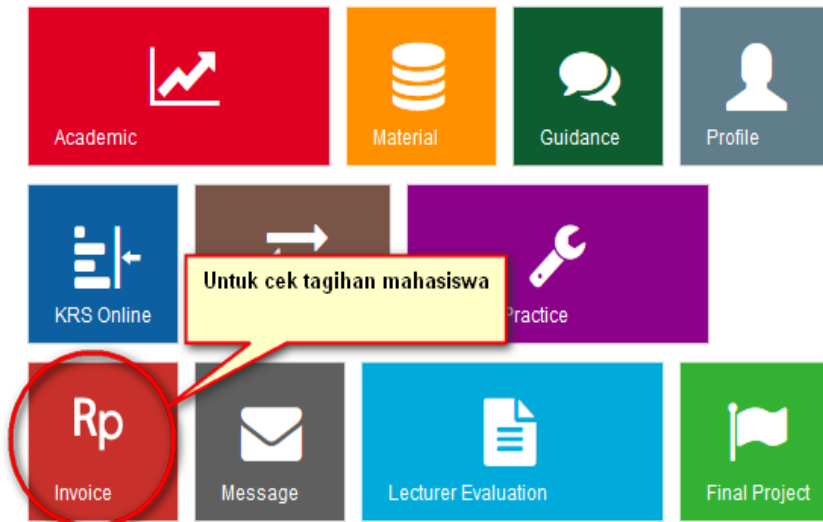 Academic
Material
Guidance
Profile
KRS Online
Untuk cek tagihan mahasiswa
Practice
Rp
Invoice
Message
Lecturer Evaluation
Final Project